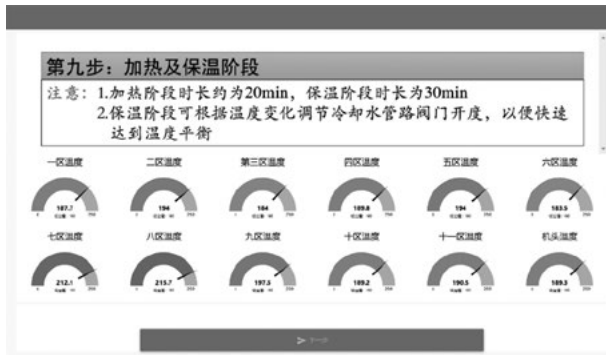 第九步：加热及保温阶段
注意：1.加热阶段时长约为20min，保温阶段时长为30min
2.保温阶段可根据温度变化调节冷却水管路阀门开度，以便快速
达到温度平衡
一区温度 二区温度 第三区温度 四区温度 五区温度 六区温度
187.7 194 184 189.8 194 183.5
七区温度 八区温度 九区温度 十区温度 十一区温度 机头温度
212.1 215.7 197.5 189.2 190.5 189.3
下一步